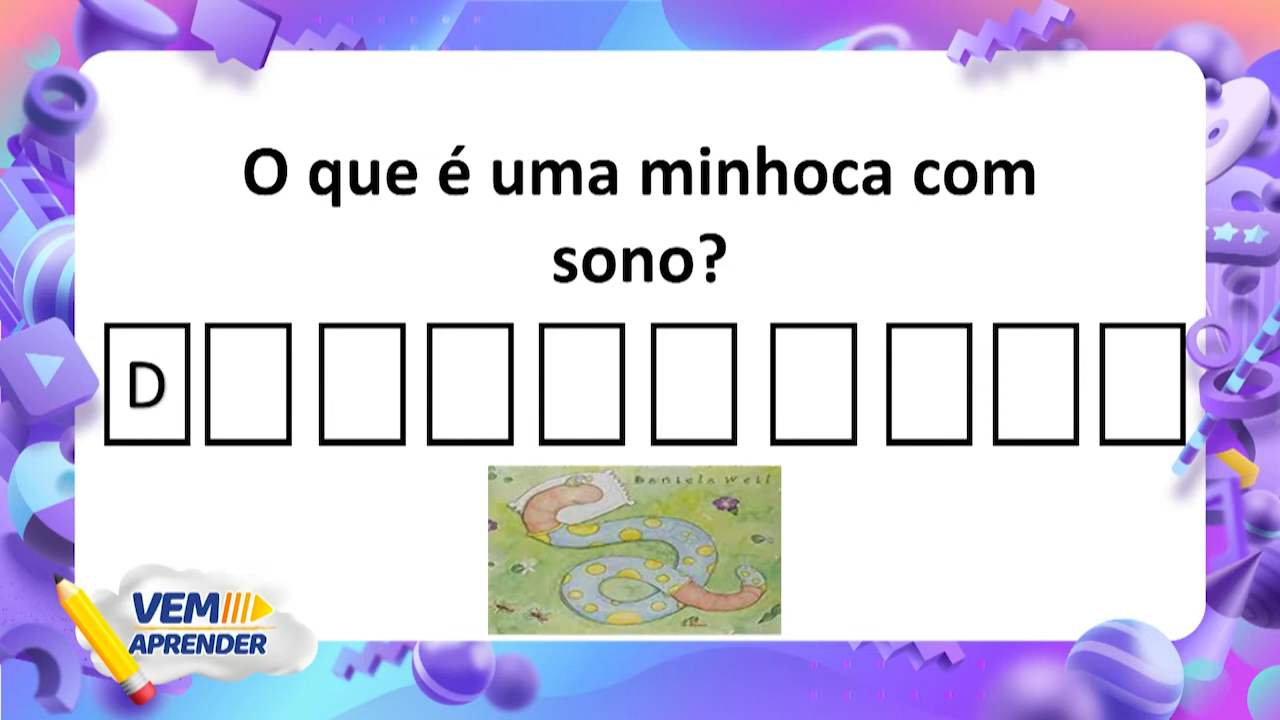 O que é uma minhoca com
sono?
D
Daniela Weil
VEM
APRENDER